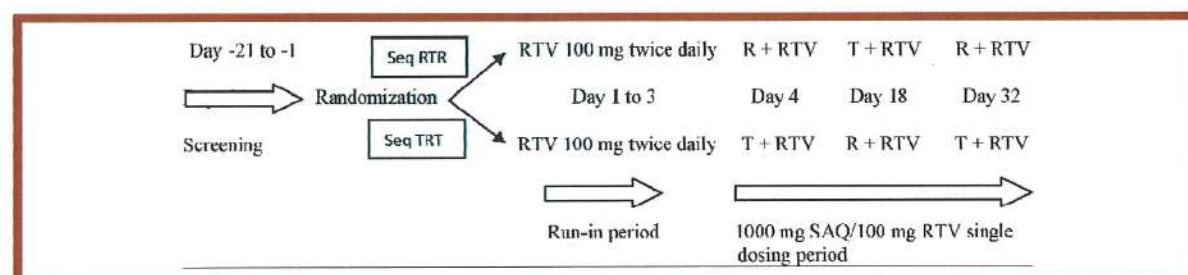 Day -21 to -1 Seq RTR RTV 100 mg twice daily R + RTV T + RTV R + RTV
Randomization Day 1 to 3 Day 4 Day 18 Day 32
Screening Seq TRT RTV 100 mg twice daily T + RTV R + RTV T + RTV
Run-in period 1000 mg SAQ/100 mg RTV single
dosing period